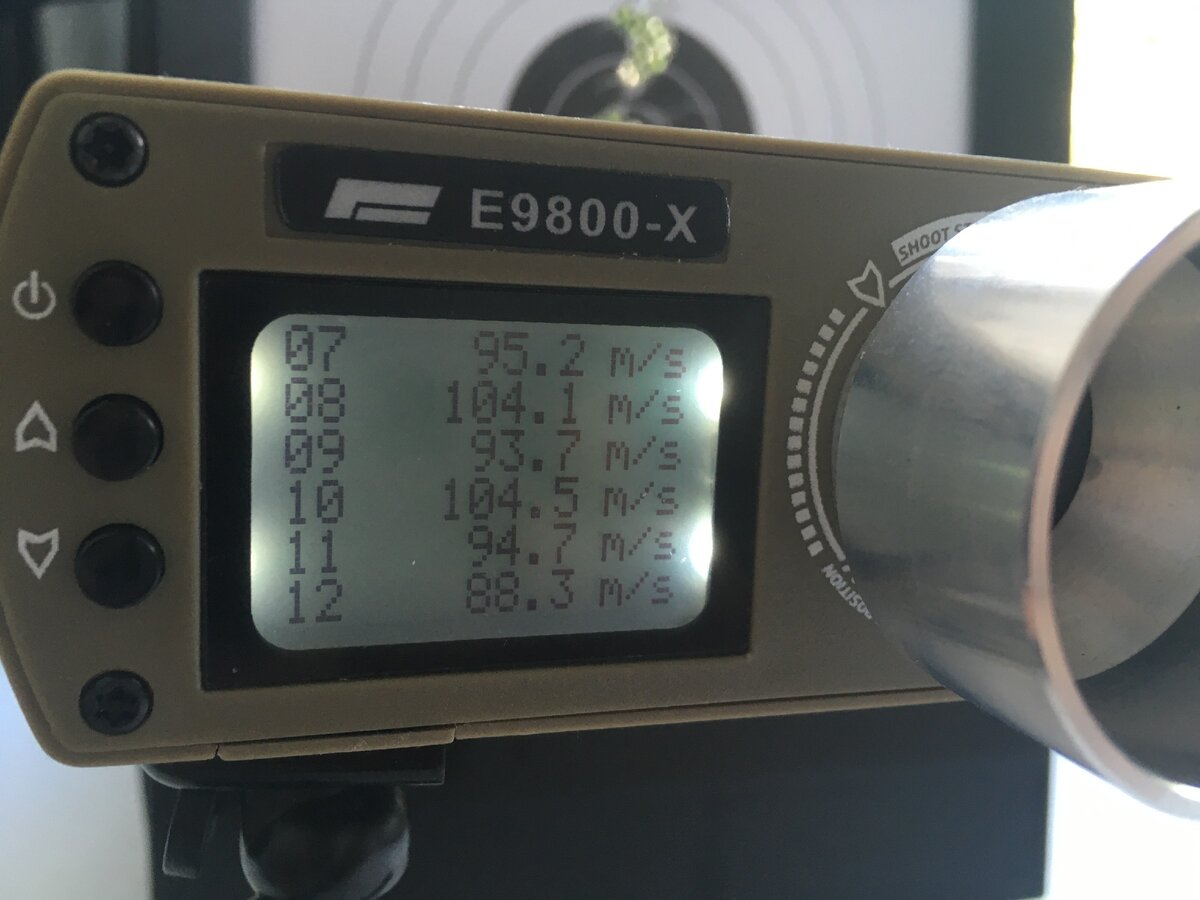 E9800-X
SHOOT
07 95.2 m/s
08 104.1 m/s
09 93.7 m/s
10 104.5 m/s
11 94.7 m/s
12 88.3 m/s
POSITION